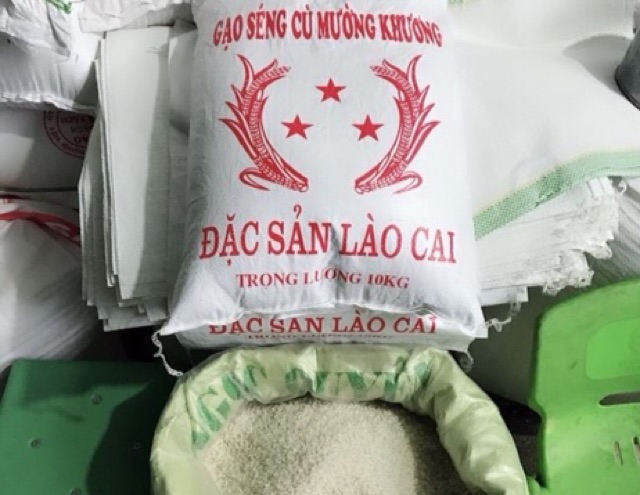 GẠO SÉNG CÙ MƯỜNG KHƯƠNG
ĐẶC SẢN LÀO CAI
TRỌNG LƯỢNG 10KG
ĐẶC SẢN LÀO CAI